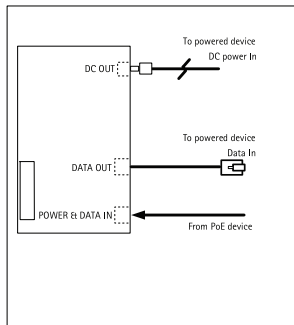 To powered device
DC power In
DC OUT
To powered device
Data In
DATA OUT
POWER & DATA IN
From PoE device